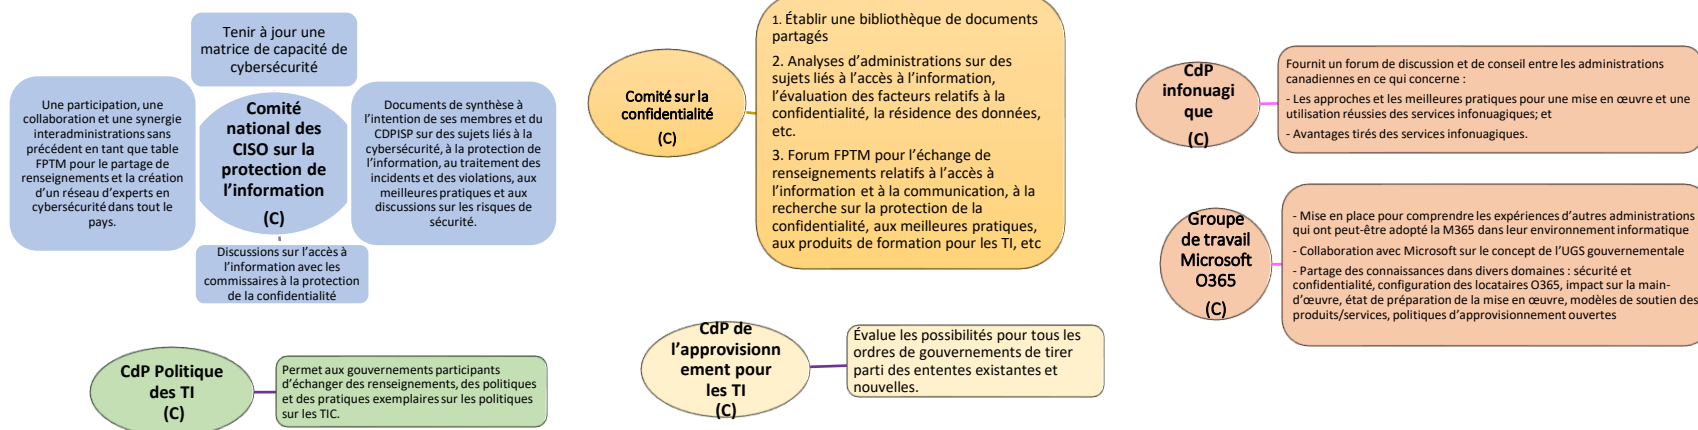 Tenir à jour une
matrice de capacité de
cybersécurité
Une participation, une
collaboration et une synergie
interadministrations sans
précédent en tant que table
FPTM pour le partage de
renseignements et la création
d'un réseau d'experts en
cybersécurité dans tout le
pays.
Comité
national des
CISO sur la
protection de
l'information
(C)
Documents de synthèse à
l'intention de ses membres et du
CDPISP sur des sujets liés à la
cybersécurité, à la protection de
l'information, au traitement des
incidents et des violations, aux
meilleures pratiques et aux
discussions sur les risques de
sécurité.
Discussions sur l'accès à
l'information avec les
commissaires à la protection
de la confidentialité
Comité sur la
confidentialité
(C)
1. Établir une bibliothèque de documents
partagés
2. Analyses d'administrations sur des
sujets liés à l'accès à l'information,
l'évaluation des facteurs relatifs à la
confidentialité, la résidence des données,
etc.
3. Forum FPTM pour l'échange de
renseignements relatifs à l'accès à
l'information et à la communication, à la
recherche sur la protection de la
confidentialité, aux meilleures pratiques,
aux produits de formation pour les TI, etc
CdP
infonuagi
que
(C)
Fournit un forum de discussion et de conseil entre les administrations
canadiennes en ce qui concerne :
- Les approches et les meilleures pratiques pour une mise en œuvre et une
utilisation réussies des services infonuagiques; et
- Avantages tirés des services infonuagiques.
Groupe
de travail
Microsoft
O365
(C)
- Mise en place pour comprendre les expériences d'autres administrations
qui ont peut-être adopté la M365 dans leur environnement informatique
- Collaboration avec Microsoft sur le concept de l'UGS gouvernementale
- Partage des connaissances dans divers domaines : sécurité et
confidentialité, configuration des locataires O365, impact sur la main-
d'œuvre, état de préparation de la mise en œuvre, modèles de soutien des
produits/services, politiques d'approvisionnement ouvertes
CdP Politique
des TI
(C)
Permet aux gouvernements participants
d'échanger des renseignements, des politiques
et des pratiques exemplaires sur les politiques
sur les TIC.
CdP de
l'approvisionn
ement pour
les TI
(C)
Évalue les possibilités pour tous les
ordres de gouvernements de tirer
parti des ententes existantes et
nouvelles.